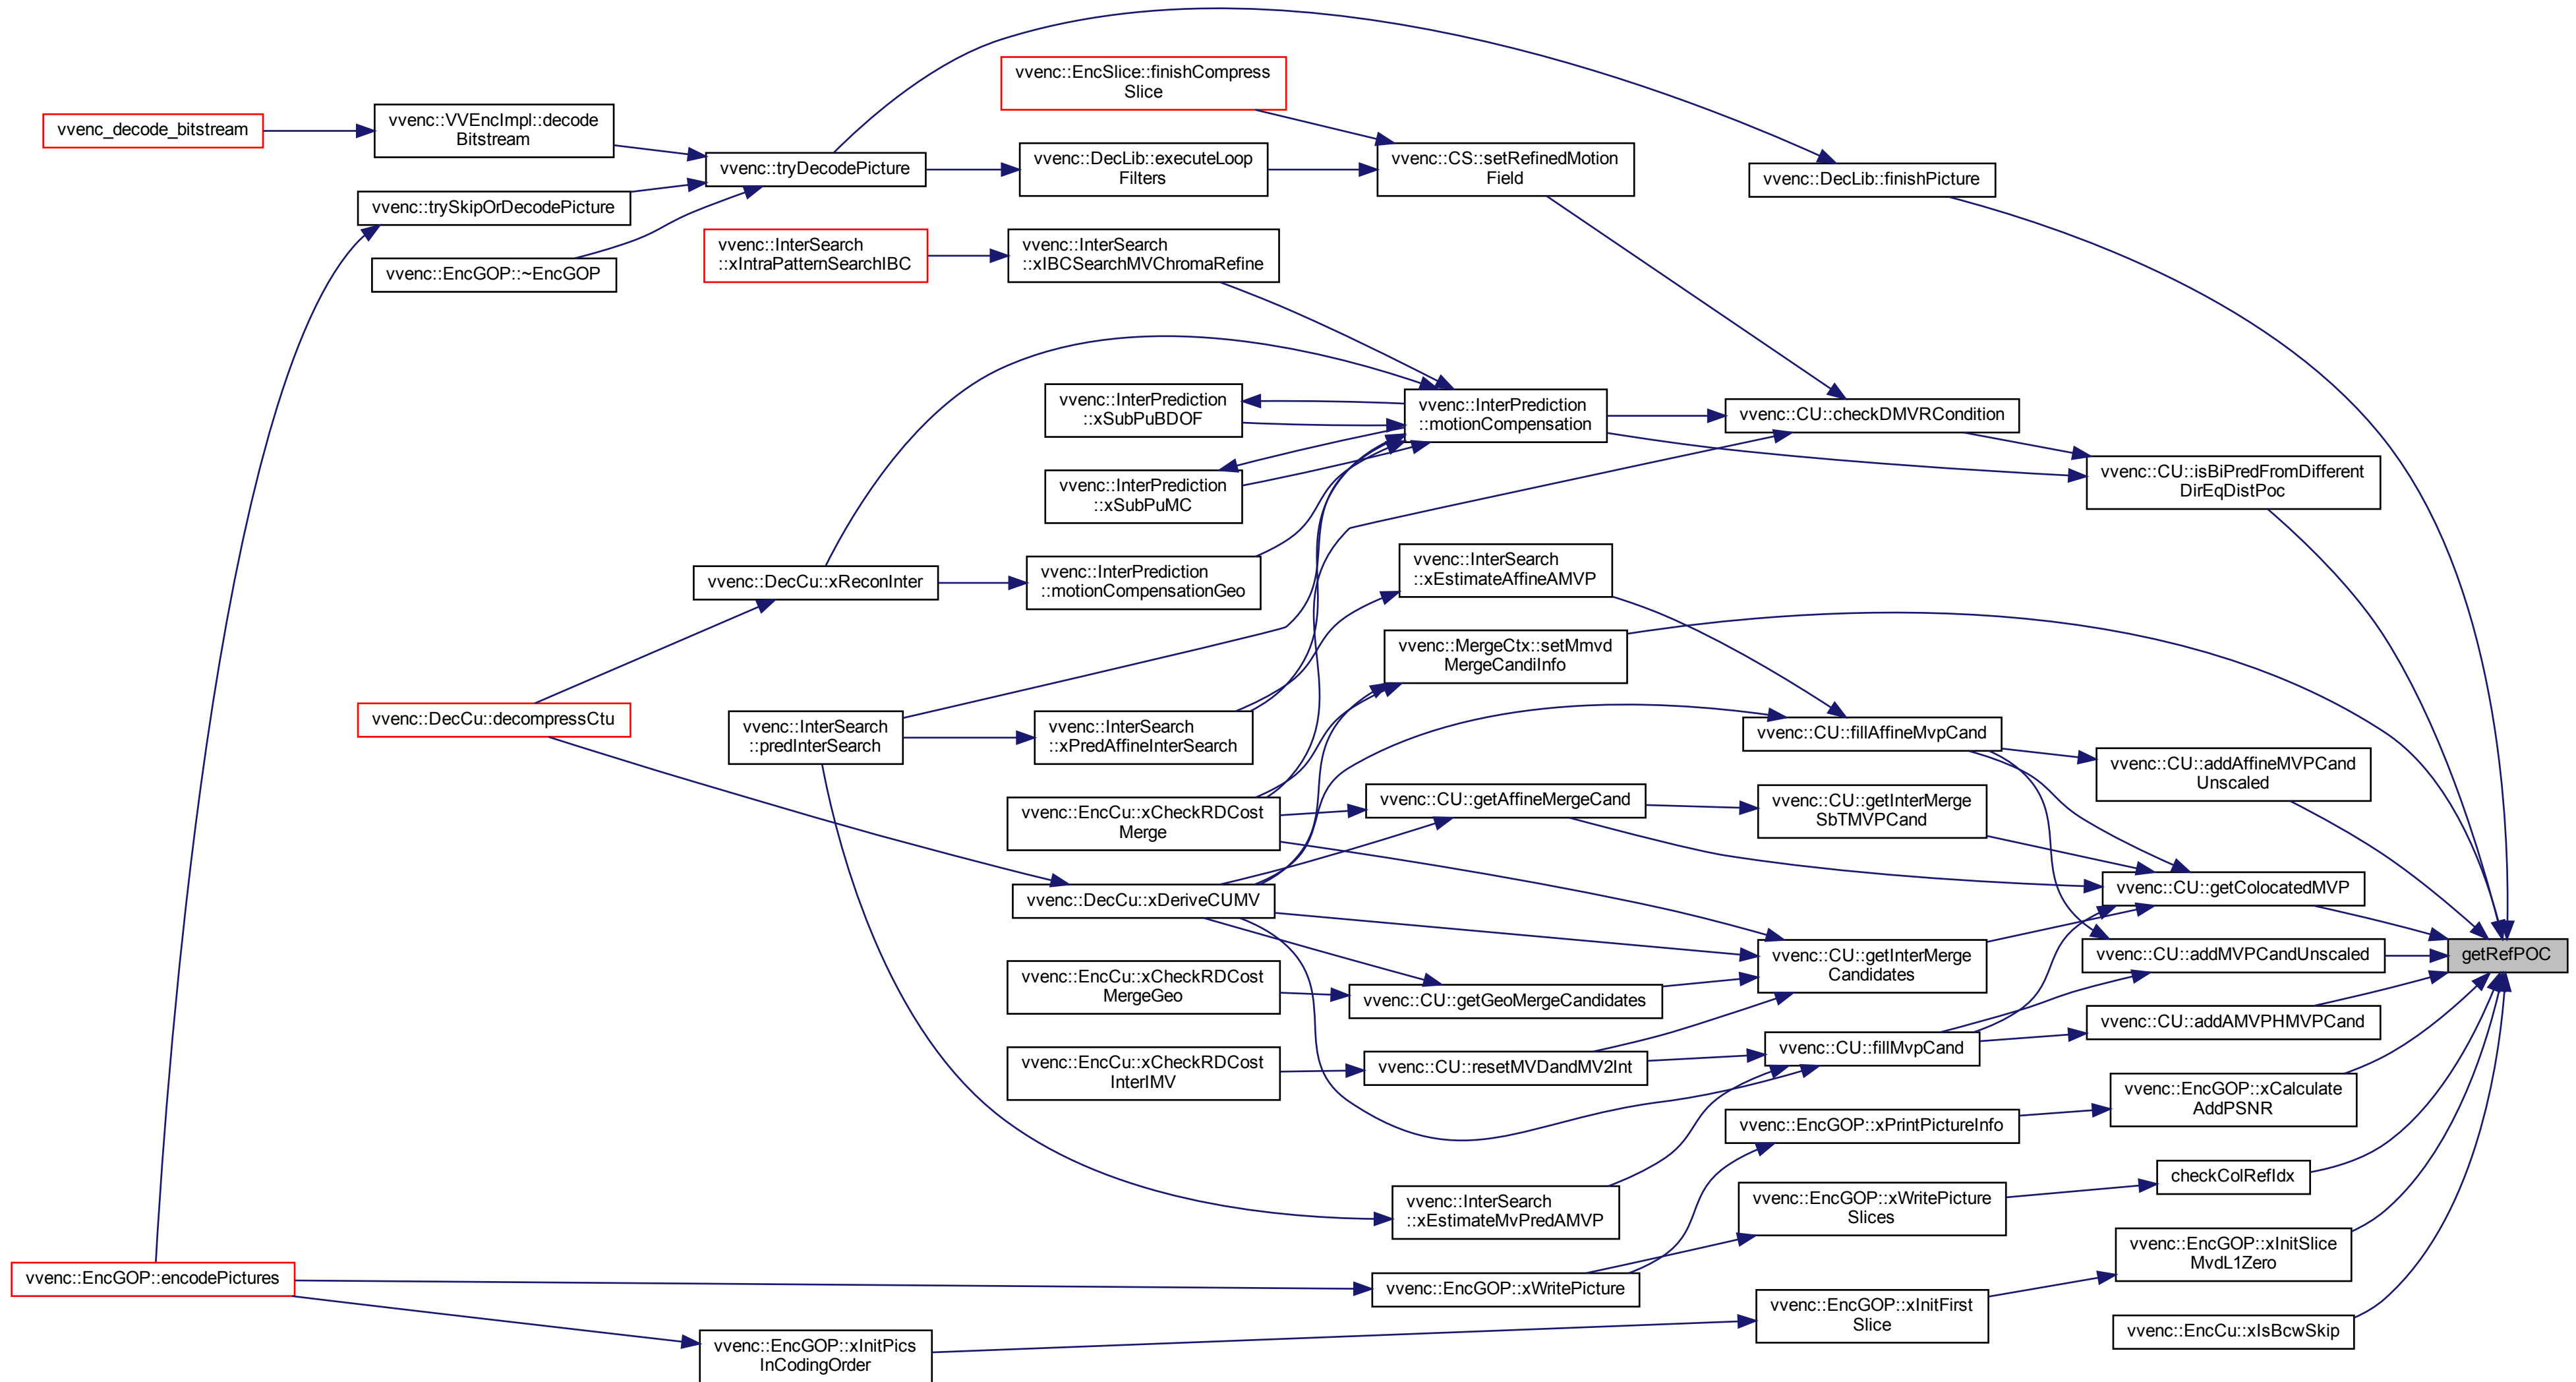 vvenc::EncSlice::finishCompress
Slice
vvenc_decode_bitstream
vvenc::VVEncImpl::decode
Bitstream
vvenc::tryDecodePicture
vvenc::DecLib::executeLoop
Filters
vvenc::CS::setRefinedMotion
Field
vvenc::DecLib::finishPicture
vvenc::trySkipOrDecodePicture
vvenc::EncGOP::~EncGOP
vvenc::InterSearch
::xIntraPatternSearchIBC
vvenc::InterSearch
::xIBCSearchMVChromaRefine
vvenc::InterPrediction
::xSubPuBDOF
vvenc::InterPrediction
::motionCompensation
vvenc::CU::checkDMVRCondition
vvenc::InterPrediction
::xSubPuMC
vvenc::CU::isBiPredFromDifferent
DirEqDistPoc
vvenc::DecCu::xReconInter
vvenc::InterPrediction
::motionCompensationGeo
vvenc::InterSearch
::xEstimateAffineAMVP
vvenc::MergeCtx::setMmvd
MergeCandiInfo
vvenc::DecCu::decompressCtu
vvenc::InterSearch
::predInterSearch
vvenc::InterSearch
::xPredAffineInterSearch
vvenc::CU::fillAffineMvpCand
vvenc::CU::addAffineMVPCand
Unscaled
vvenc::EncCu::xCheckRDCost
Merge
vvenc::CU::getAffineMergeCand
vvenc::CU::getInterMerge
SbTMVPCand
vvenc::DecCu::xDeriveCUMV
vvenc::CU::getColocatedMVP
vvenc::CU::getInterMerge
Candidates
vvenc::CU::addMVPCandUnscaled
getRefPOC
vvenc::EncCu::xCheckRDCost
MergeGeo
vvenc::CU::getGeoMergeCandidates
vvenc::CU::addAMVPHMVPCand
vvenc::EncCu::xCheckRDCost
InterIMV
vvenc::CU::resetMVDandMV2Int
vvenc::CU::fillMvpCand
vvenc::EncGOP::xCalculate
AddPSNR
vvenc::EncGOP::xPrintPictureInfo
checkColRefIdx
vvenc::InterSearch
::xEstimateMvPredAMVP
vvenc::EncGOP::xWritePicture
Slices
vvenc::EncGOP::xInitSlice
MvdL1Zero
vvenc::EncGOP::encodePictures
vvenc::EncGOP::xWritePicture
vvenc::EncGOP::xInitFirst
Slice
vvenc::EncCu::xIsBcwSkip
vvenc::EncGOP::xInitPics
InCodingOrder